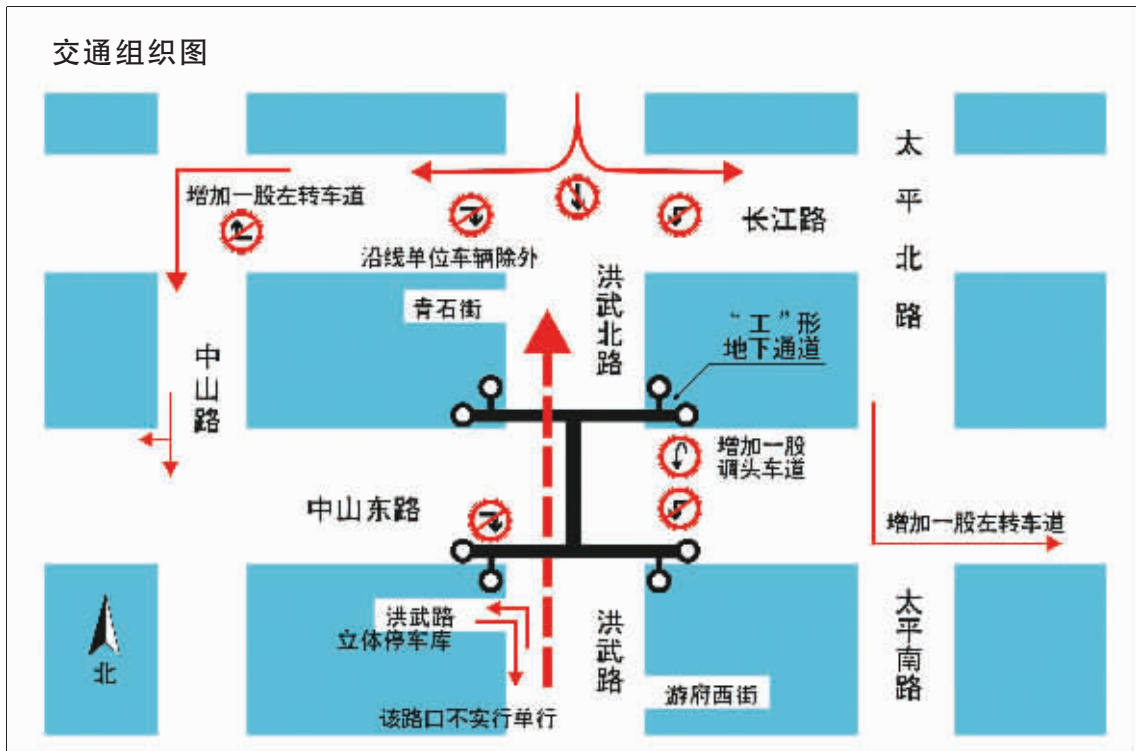 交通组织图
太平北路
增加一股左转车道
长江路
沿线单位车辆除外
洪武北路
青石街
“工”形
地下通道
中山路
增加一股
调头车道
中山东路
增加一股左转车道
洪武路
立体停车库
洪武路
太平南路
北
游府西街
该路口不实行单行